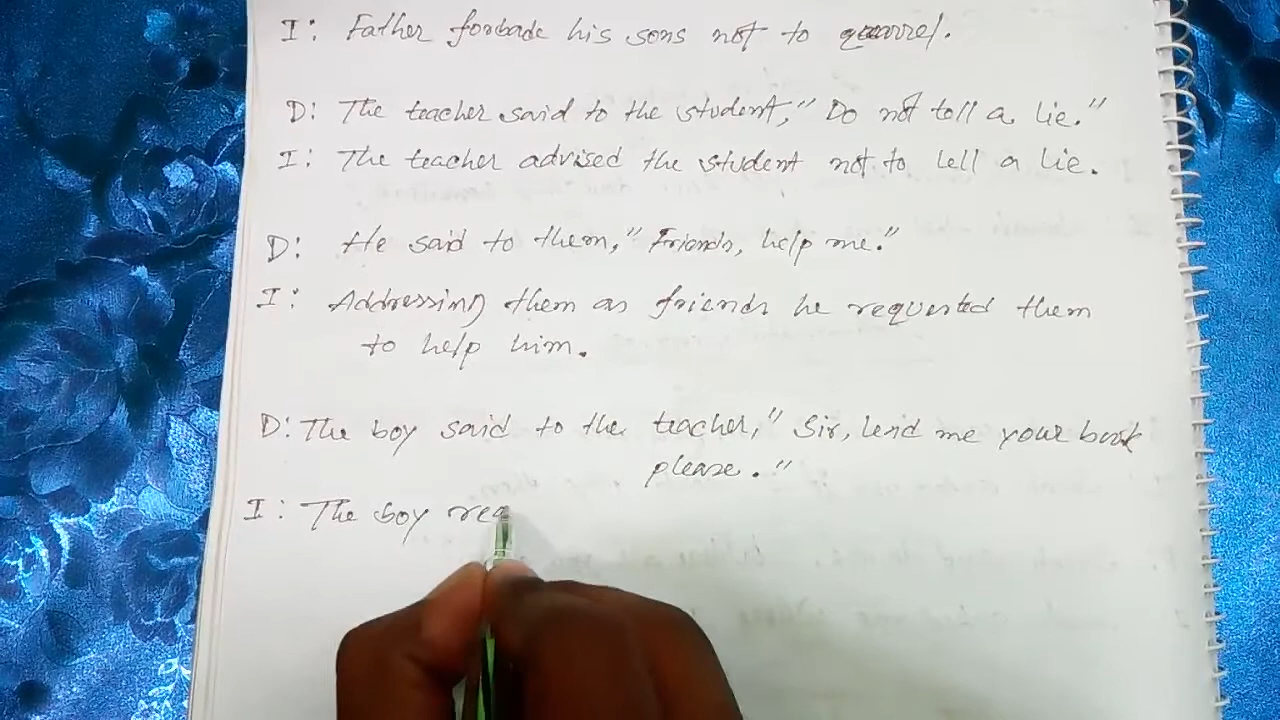 I: Father forbade his sons not to quarrel.
D: The teacher said to the student," Do not tell a lie."
I: The teacher advised the student not to tell a lie.
D: He said to them," Friends, help me."
I: Addressing them as friends he requested them
to help him.
D: The boy said to the teacher," Sir, lend me your book
please."
I: The boy req